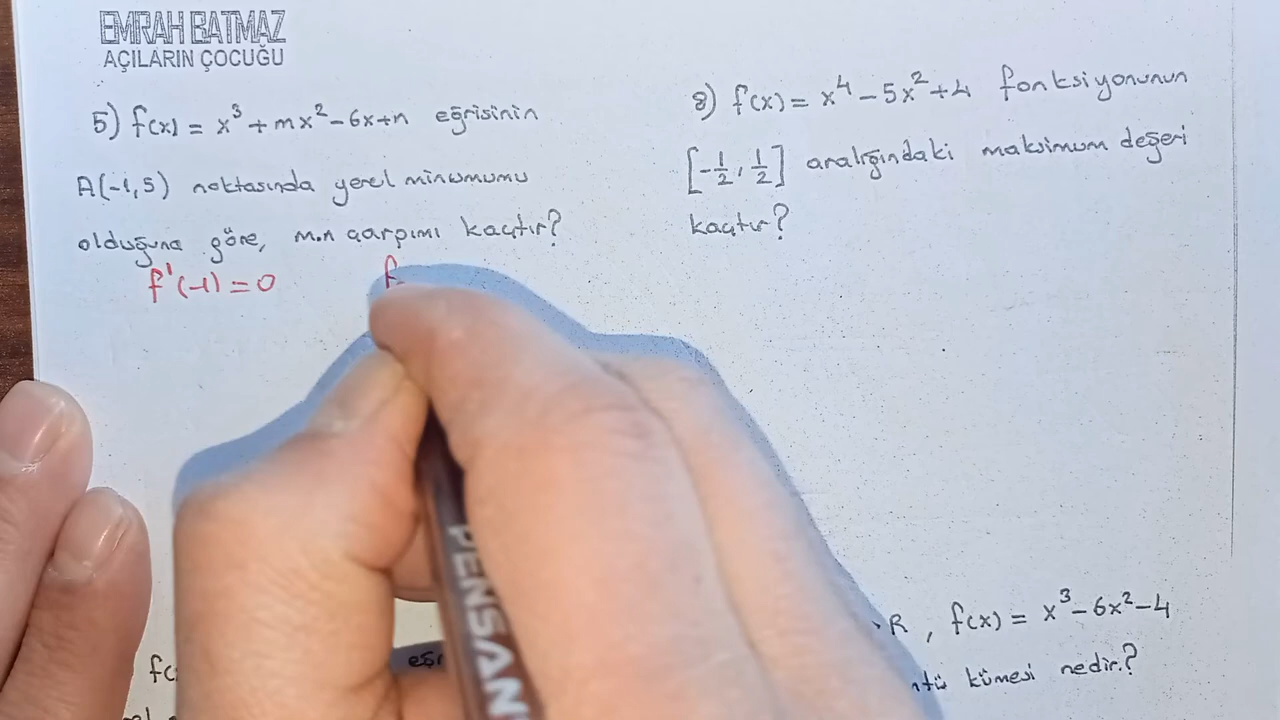 EMRAH BATMAZ
AÇILARIN ÇOCUĞU
5) f(x) = x³ + mx² - 6x + n eğrisinin
A(-1,5) noktasında yerel minumumu
olduğuna göre, m.n çarpımı kaçtır?
f'(-1) = 0 f
8) f(x) = x⁴ - 5x² + 4 fonksiyonunun
[-1/2, 1/2] aralığındaki maksimum değeri
kaçtır?
R, f(x) = x³ - 6x² - 4
kümesi nedir?
PENSAN